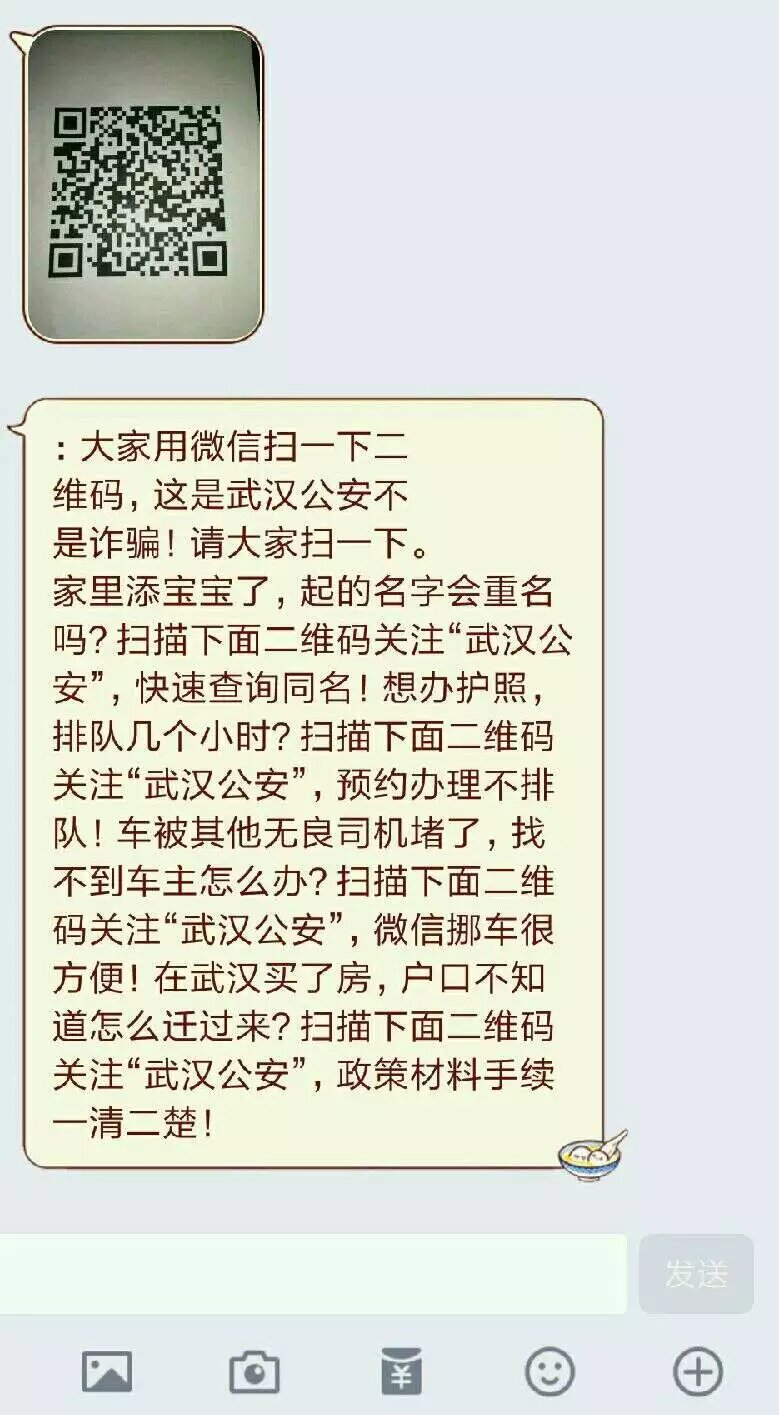 ：大家用微信扫一下二
维码，这是武汉公安不
是诈骗！请大家扫一下。
家里添宝宝了，起的名字会重名
吗？扫描下面二维码关注“武汉公
安”，快速查询同名！想办护照，
排队几个小时？扫描下面二维码
关注“武汉公安”，预约办理不排
队！车被其他无良司机堵了，找
不到车主怎么办？扫描下面二维
码关注“武汉公安”，微信挪车很
方便！在武汉买了房，户口不知
道怎么迁过来？扫描下面二维码
关注“武汉公安”，政策材料手续
一清二楚！
发送
¥